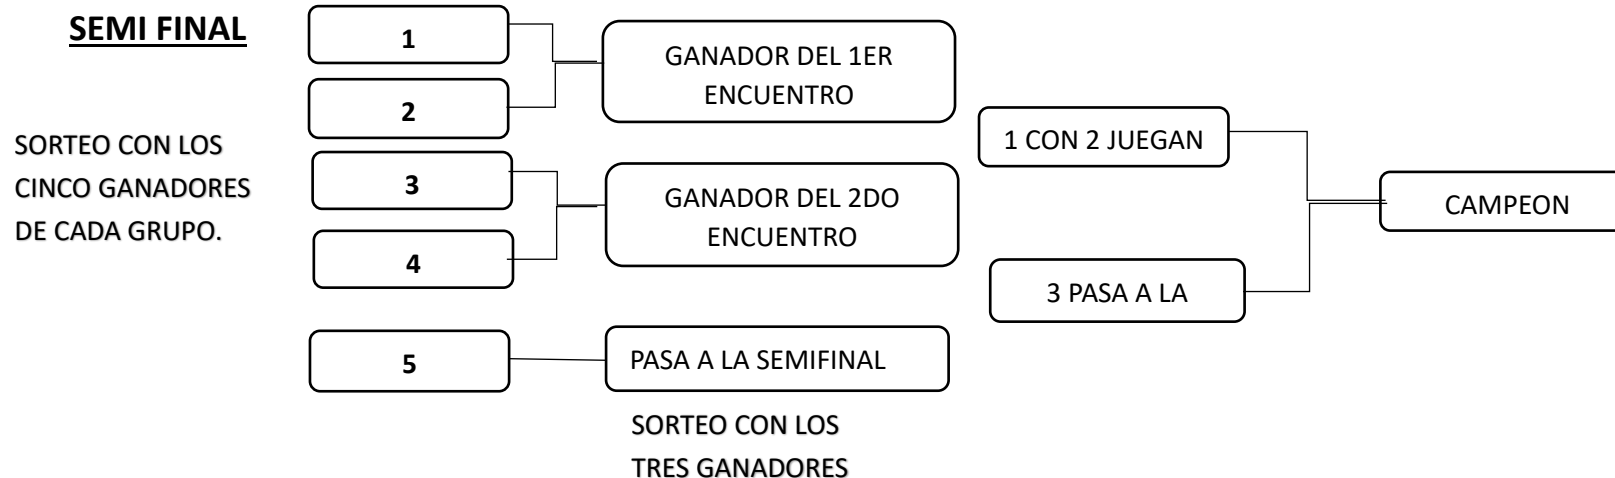 SEMI FINAL
SORTEO CON LOS
CINCO GANADORES
DE CADA GRUPO.
1
2
3
4
5
GANADOR DEL 1ER
ENCUENTRO
GANADOR DEL 2DO
ENCUENTRO
PASA A LA SEMIFINAL
SORTEO CON LOS
TRES GANADORES
1 CON 2 JUEGAN
3 PASA A LA
CAMPEON